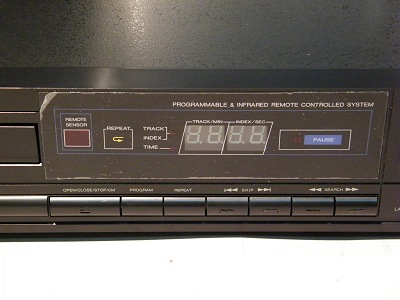 PROGRAMMABLE & INFRARED REMOTE CONTROLLED SYSTEM
REMOTE
SENSOR
REPEAT
TRACK
INDEX
TIME
TRACK/MIN
INDEX/SEC
PAUSE
OPEN/CLOSE/STOP/CM
PROGRAM
REPEAT
SKIP
SEARCH